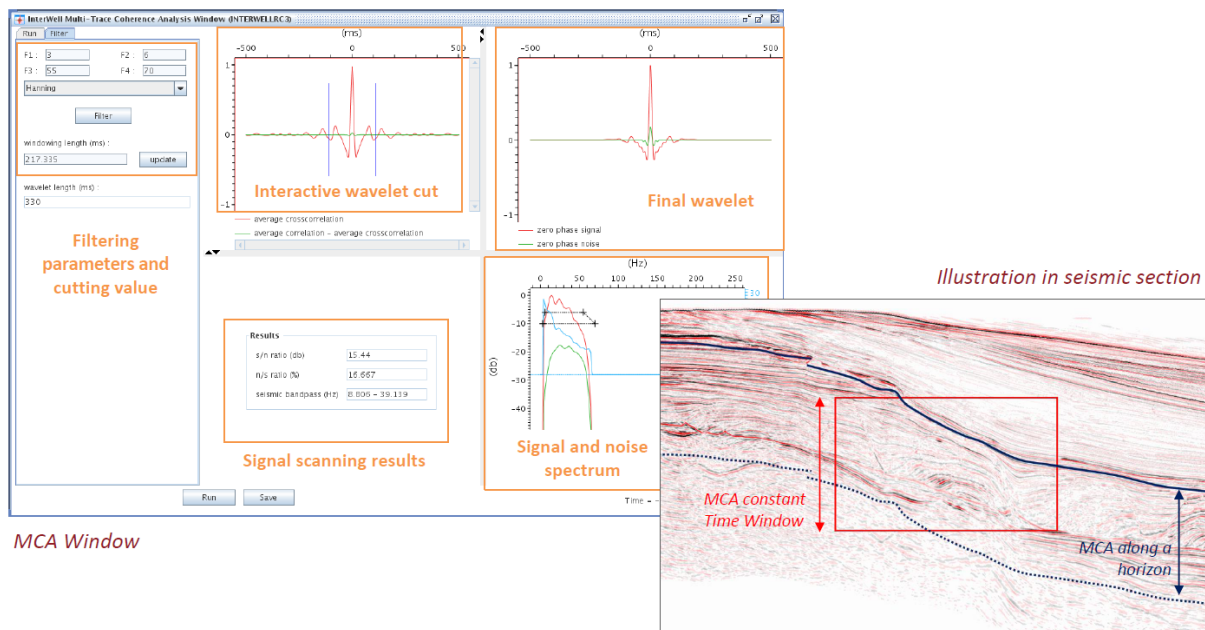 InterWell Multi-Trace Coherence Analysis Window (INTERWELLRC3)
Run Filter
F1 : 3 F2 : 6
F3 : 55 F4 : 70
Hanning
Filter
windowing length (ms) :
217.335 update
wavelet length (ms) :
330
Filtering
parameters and
cutting value
(ms)
-500 0 500
1
0
-1
Interactive wavelet cut
average crosscorrelation
average correlation - average crosscorrelation
(ms)
-500 0 500
1
0
-1
Final wavelet
zero phase signal
zero phase noise
Results
s/n ratio (db) 15.44
n/s ratio (%) 16.667
seismic bandpass (Hz) 8.806 - 39.139
Signal scanning results
(Hz)
0 50 100 150 200 250
30
0
-10
-20
-30
-40
(db)
Signal and noise
spectrum
Run Save
Time = -
MCA Window
Illustration in seismic section
MCA constant
Time Window
MCA along a
horizon